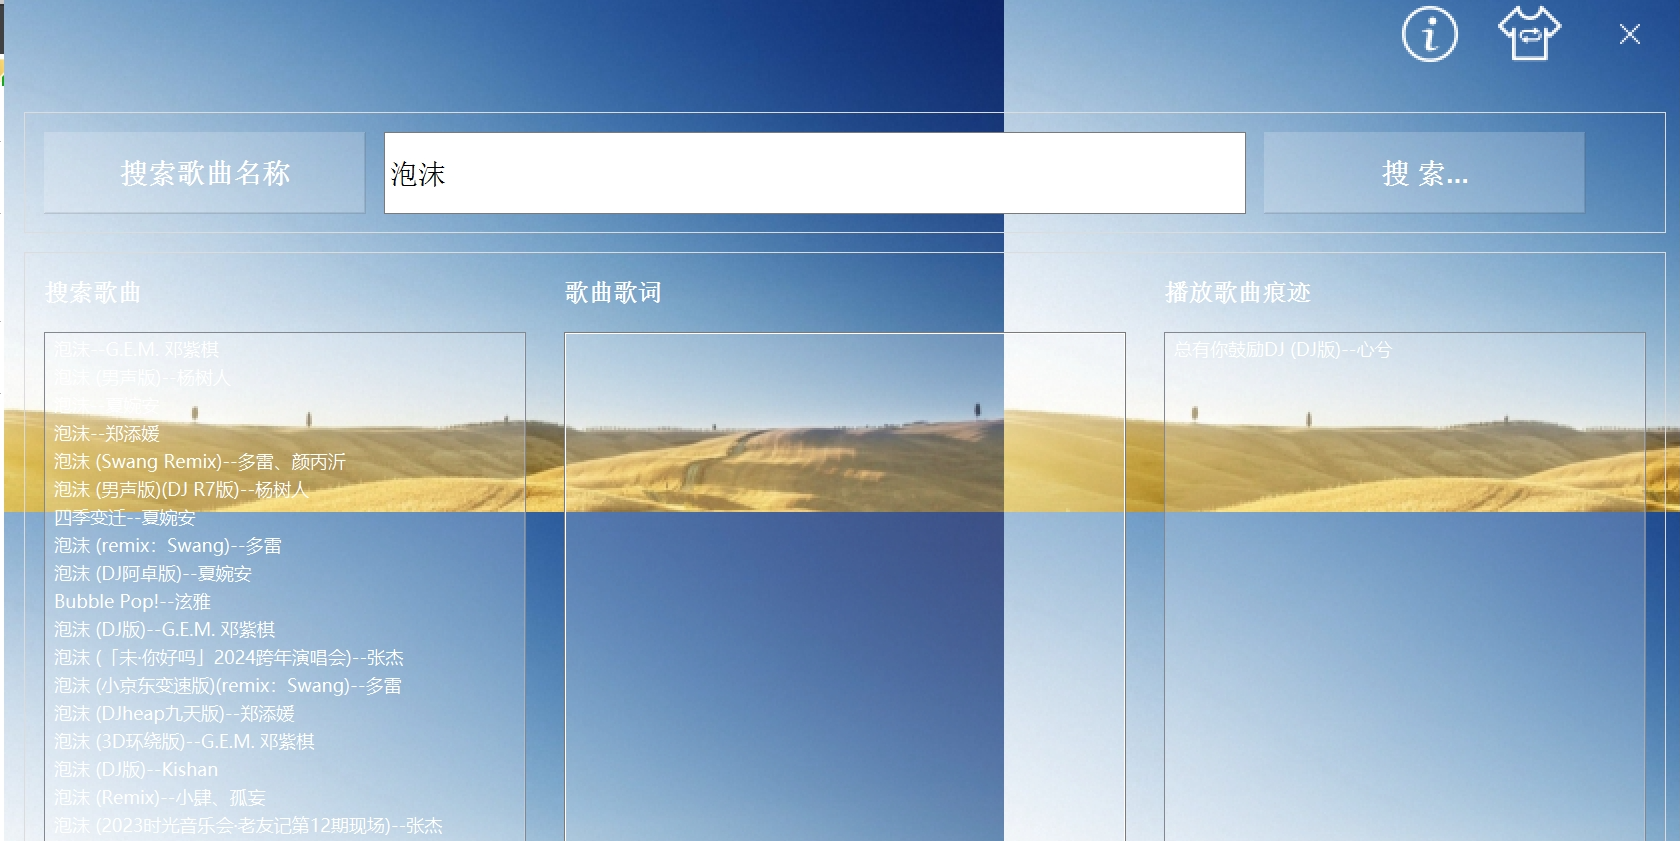 搜索歌曲名称
泡沫
搜 索...
搜索歌曲
歌曲歌词
播放歌曲痕迹
泡沫--G.E.M. 邓紫棋
泡沫 (男声版)--杨树人
泡沫--夏婉安
泡沫--郑添媛
泡沫 (Swang Remix)--多雷、颜丙沂
泡沫 (男声版)(DJ R7版)--杨树人
四季变迁--夏婉安
泡沫 (remix：Swang)--多雷
泡沫 (DJ阿卓版)--夏婉安
Bubble Pop!--泫雅
泡沫 (DJ版)--G.E.M. 邓紫棋
泡沫 (「未·你好吗」2024跨年演唱会)--张杰
泡沫 (小京东变速版)(remix：Swang)--多雷
泡沫 (DJheap九天版)--郑添媛
泡沫 (3D环绕版)--G.E.M. 邓紫棋
泡沫 (DJ版)--Kishan
泡沫 (Remix)--小肆、孤妄
泡沫 (2023时光音乐会·老友记第12期现场)--张杰
总有你鼓励DJ (DJ版)--心兮